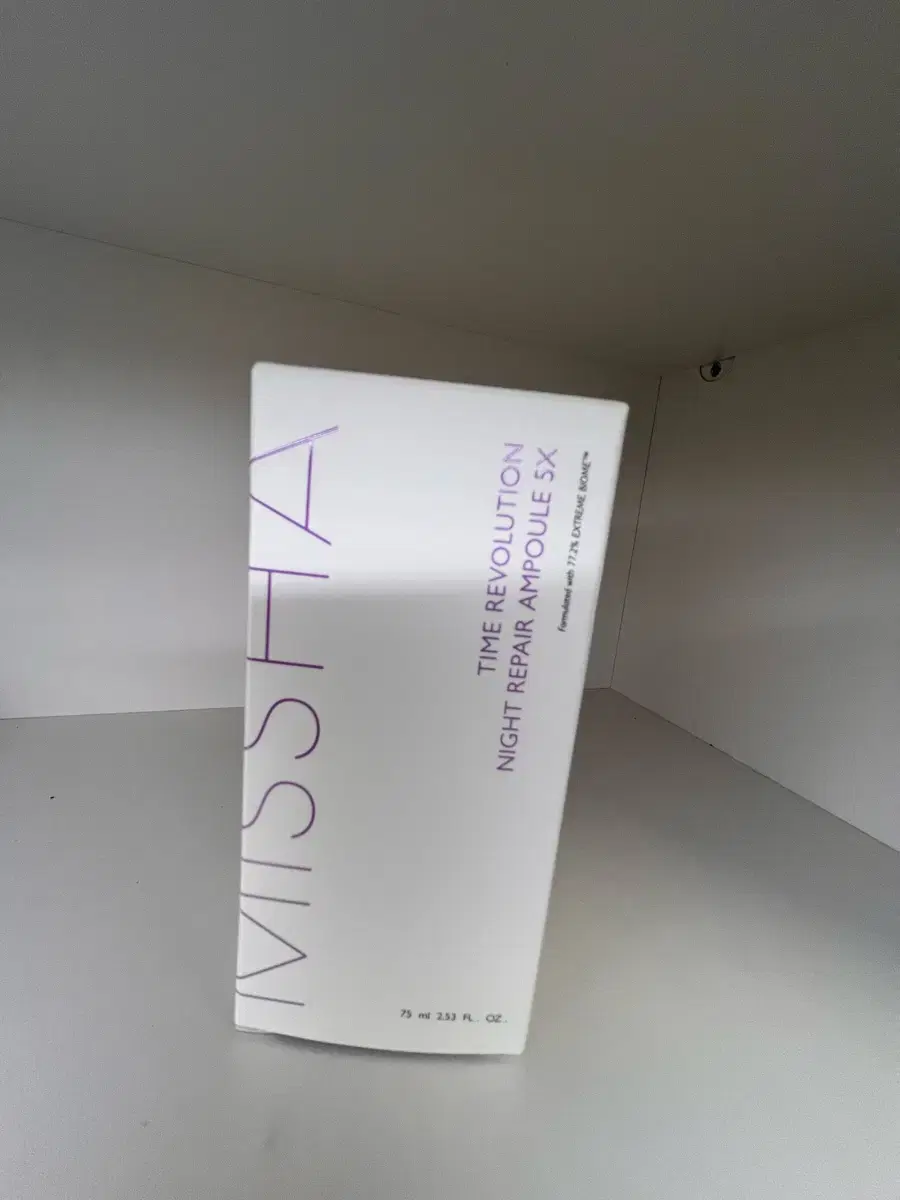 MISSHA
TIME REVOLUTION
NIGHT REPAIR AMPOULE 5X
Formulated with 77.2% EXTREME BIOME™
75 ml 2.53 FL. OZ.